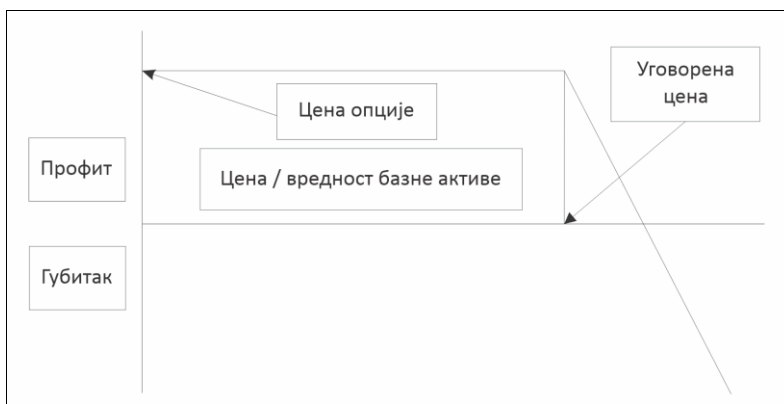 Уговорена
цена
Цена опције
Профит
Цена / вредност базне активе
Губитак